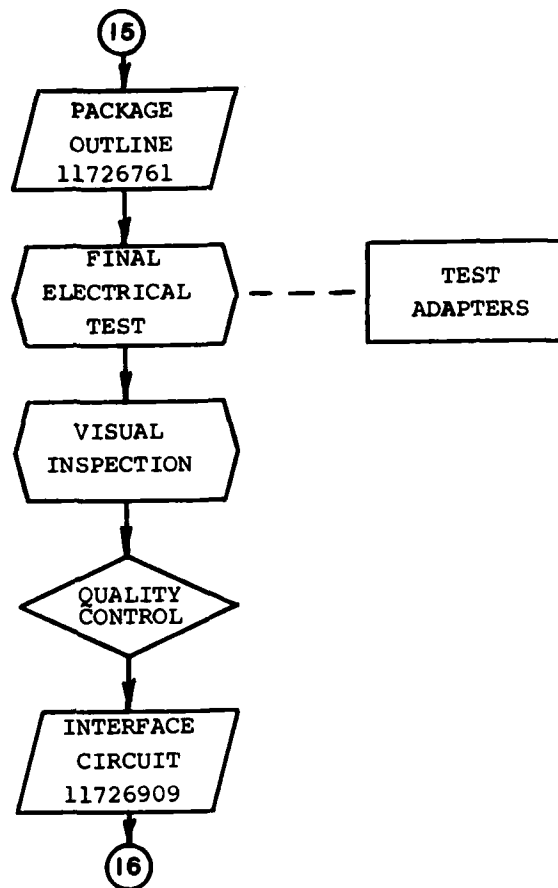 15
PACKAGE
OUTLINE
11726761
FINAL
ELECTRICAL
TEST
TEST
ADAPTERS
VISUAL
INSPECTION
QUALITY
CONTROL
INTERFACE
CIRCUIT
11726909
16